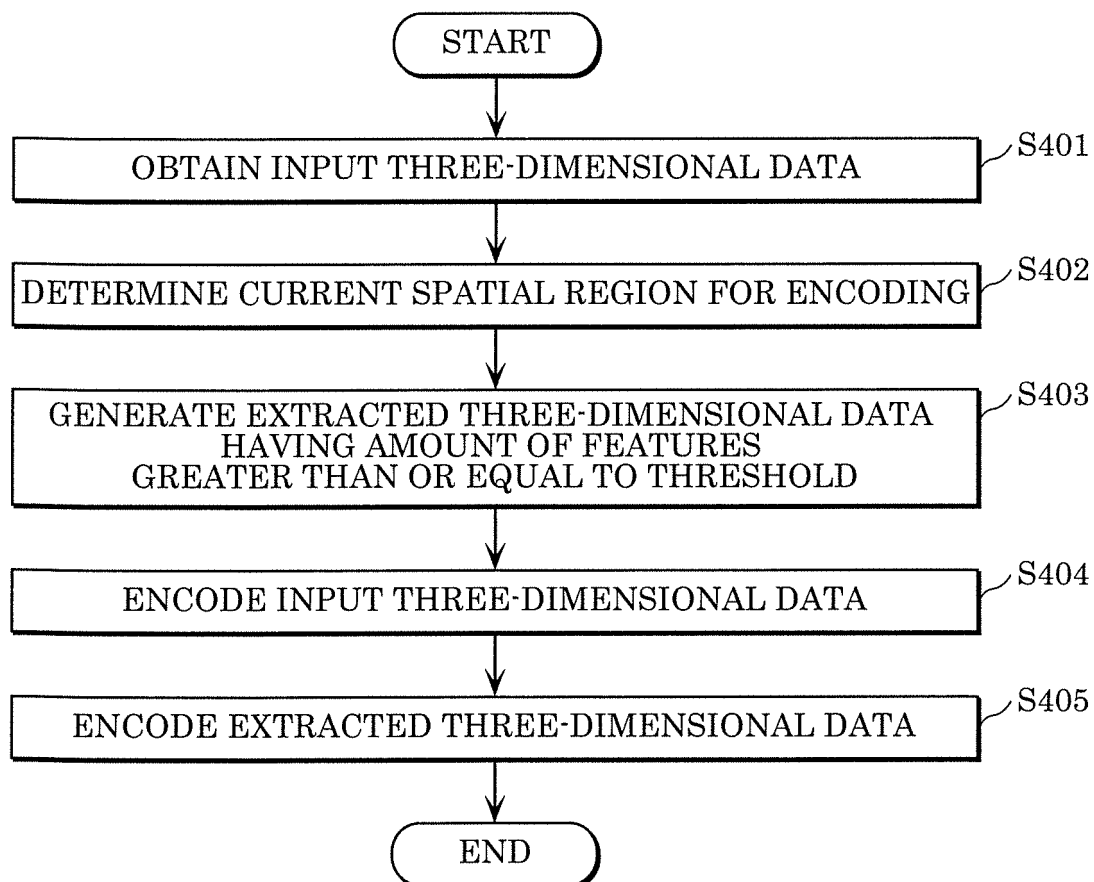 START
OBTAIN INPUT THREE-DIMENSIONAL DATA
S401
DETERMINE CURRENT SPATIAL REGION FOR ENCODING
S402
GENERATE EXTRACTED THREE-DIMENSIONAL DATA
HAVING AMOUNT OF FEATURES
GREATER THAN OR EQUAL TO THRESHOLD
S403
ENCODE INPUT THREE-DIMENSIONAL DATA
S404
ENCODE EXTRACTED THREE-DIMENSIONAL DATA
S405
END